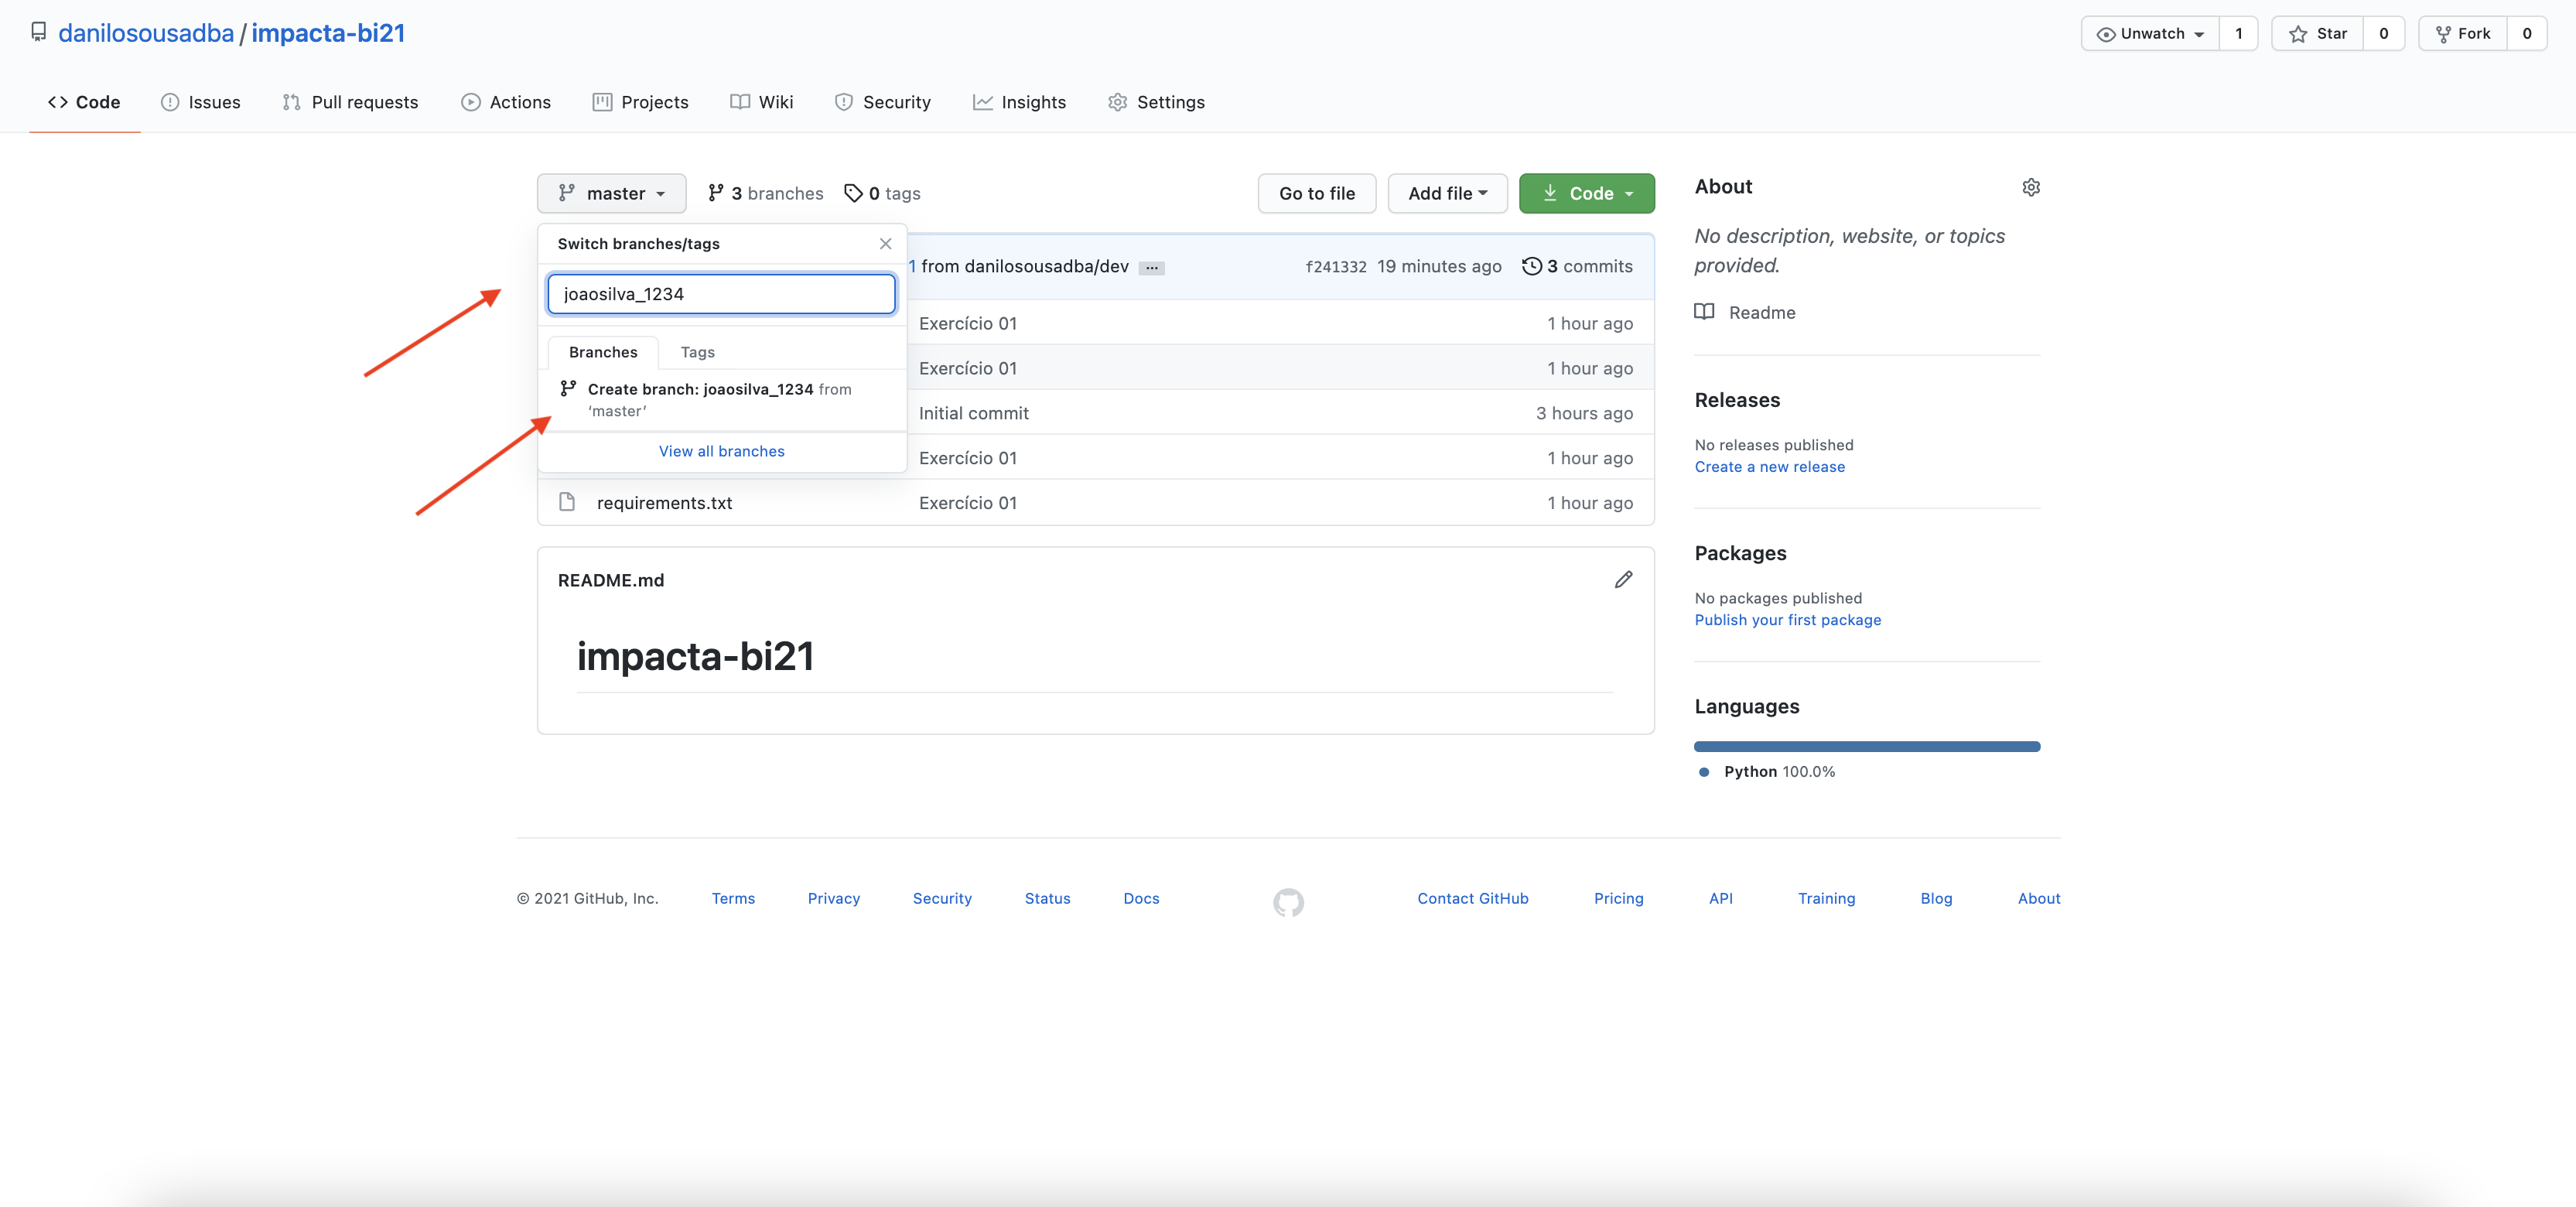 danilosousadba / impacta-bi21
Unwatch 1 Star 0 Fork 0
Code Issues Pull requests Actions Projects Wiki Security Insights Settings
master 3 branches 0 tags Go to file Add file Code
Switch branches/tags
joaosilva_1234
Branches Tags
Create branch: joaosilva_1234 from
‘master’
View all branches
1 from danilosousadba/dev ... f241332 19 minutes ago 3 commits
Exercício 01 1 hour ago
Exercício 01 1 hour ago
Initial commit 3 hours ago
Exercício 01 1 hour ago
requirements.txt Exercício 01 1 hour ago
README.md
impacta-bi21
About
No description, website, or topics
provided.
Readme
Releases
No releases published
Create a new release
Packages
No packages published
Publish your first package
Languages
Python 100.0%
© 2021 GitHub, Inc. Terms Privacy Security Status Docs Contact GitHub Pricing API Training Blog About